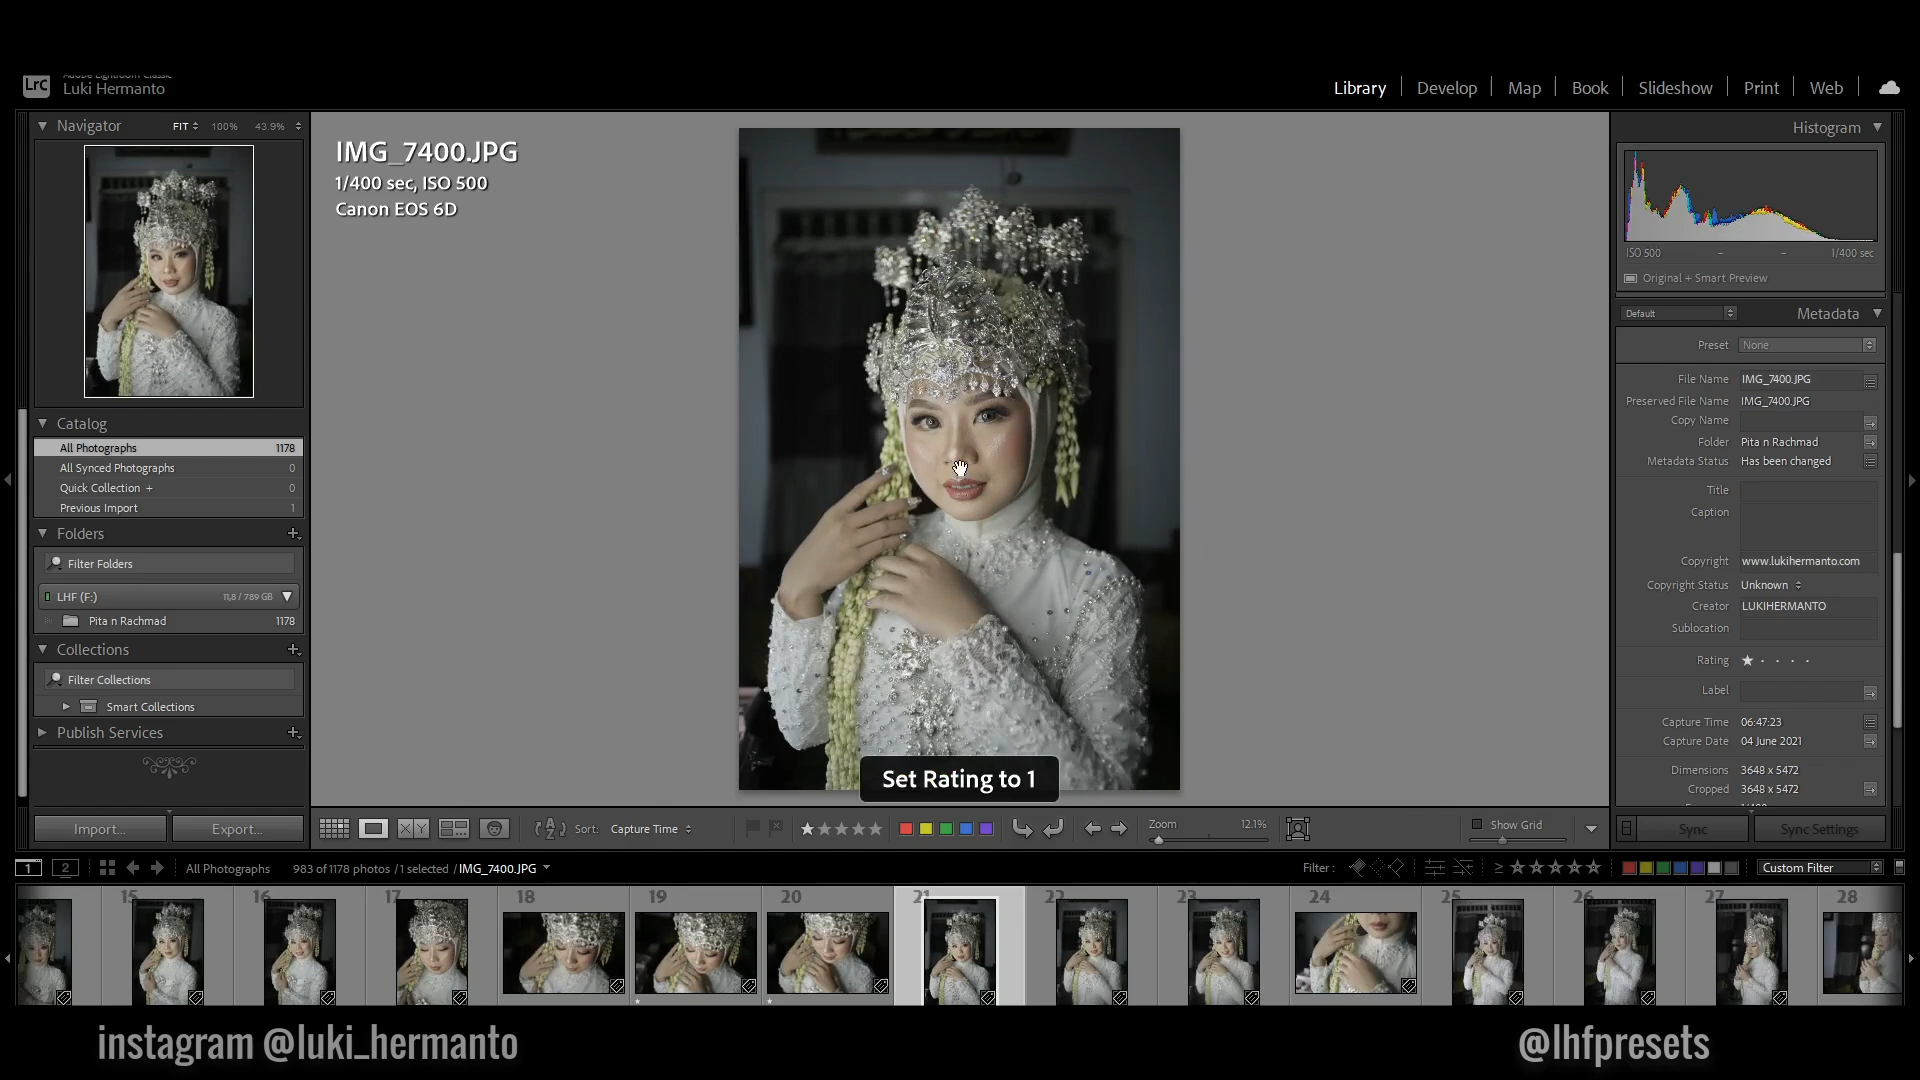 LrC
Adobe Lightroom Classic
Luki Hermanto
Library
Develop
Map
Book
Slideshow
Print
Web
Navigator
FIT
100%
43.9%
Catalog
All Photographs 1178
All Synced Photographs 0
Quick Collection + 0
Previous Import 1
Folders
Filter Folders
LHF (F:) 11,8 / 789 GB
Pita n Rachmad 1178
Collections
Filter Collections
Smart Collections
Publish Services
Import...
Export...
IMG_7400.JPG
1/400 sec, ISO 500
Canon EOS 6D
Set Rating to 1
Histogram
ISO 500 – – 1/400 sec
Original + Smart Preview
Default
Metadata
Preset None
File Name IMG_7400.JPG
Preserved File Name IMG_7400.JPG
Copy Name
Folder Pita n Rachmad
Metadata Status Has been changed
Title
Caption
Copyright www.lukihermanto.com
Copyright Status Unknown
Creator LUKIHERMANTO
Sublocation
Rating
Label
Capture Time 06:47:23
Capture Date 04 June 2021
Dimensions 3648 x 5472
Cropped 3648 x 5472
X Y
Sort: Capture Time
Zoom 12.1%
Show Grid
Sync
Sync Settings
1
2
All Photographs
983 of 1178 photos / 1 selected / IMG_7400.JPG
Filter :
≥
Custom Filter
15
16
17
18
19
20
21
22
23
24
25
26
27
28
instagram @luki_hermanto
@lhfpresets